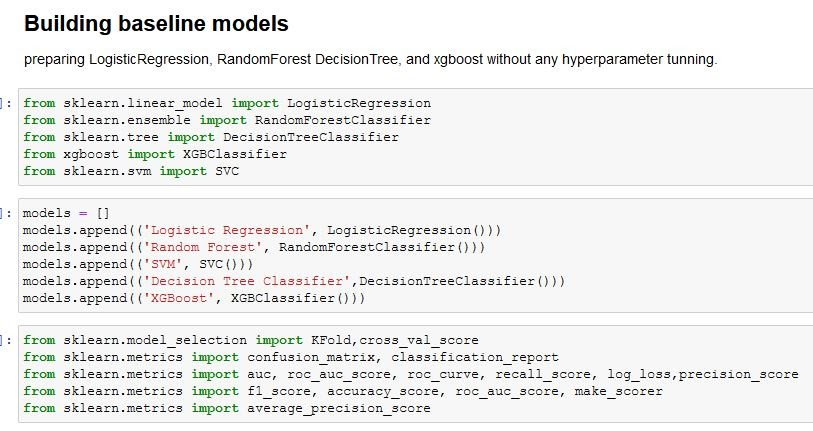 Building baseline models
preparing LogisticRegression, RandomForest DecisionTree, and xgboost without any hyperparameter tunning.
]: from sklearn.linear_model import LogisticRegression
from sklearn.ensemble import RandomForestClassifier
from sklearn.tree import DecisionTreeClassifier
from xgboost import XGBClassifier
from sklearn.svm import SVC
]: models = []
models.append(('Logistic Regression', LogisticRegression()))
models.append(('Random Forest', RandomForestClassifier()))
models.append(('SVM', SVC()))
models.append(('Decision Tree Classifier',DecisionTreeClassifier()))
models.append(('XGBoost', XGBClassifier()))
]: from sklearn.model_selection import KFold,cross_val_score
from sklearn.metrics import confusion_matrix, classification_report
from sklearn.metrics import auc, roc_auc_score, roc_curve, recall_score, log_loss,precision_score
from sklearn.metrics import f1_score, accuracy_score, roc_auc_score, make_scorer
from sklearn.metrics import average_precision_score